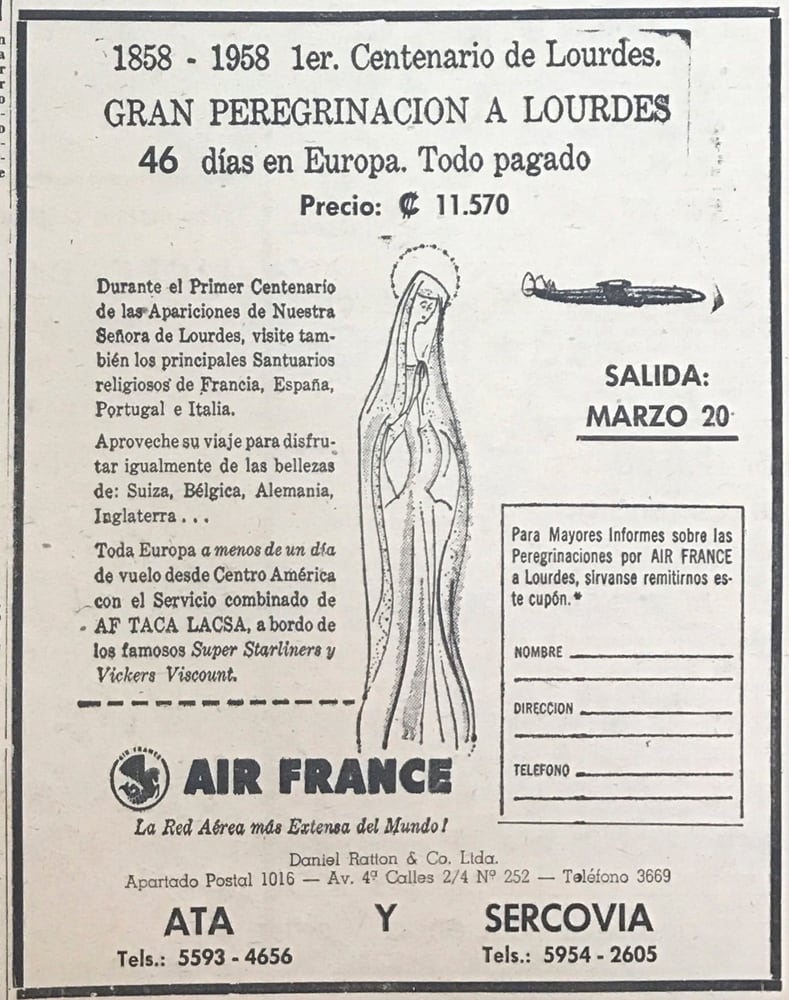 1858 - 1958 1er. Centenario de Lourdes.
GRAN PEREGRINACION A LOURDES
46 días en Europa. Todo pagado
Precio: ₡ 11.570
Durante el Primer Centenario
de las Apariciones de Nuestra
Señora de Lourdes, visite tam-
bién los principales Santuarios
religiosos de Francia, España,
Portugal e Italia.
Aproveche su viaje para disfru-
tar igualmente de las bellezas
de: Suiza, Bélgica, Alemania,
Inglaterra...
Toda Europa a menos de un día
de vuelo desde Centro América
con el Servicio combinado de
AF TACA LACSA, a bordo de
los famosos Super Starliners y
Vickers Viscount.
SALIDA:
MARZO 20
Para Mayores Informes sobre las
Peregrinaciones por AIR FRANCE
a Lourdes, sírvanse remitirnos es-
te cupón.*
NOMBRE
DIRECCION
TELEFONO
AIR FRANCE
AIR FRANCE
La Red Aérea más Extensa del Mundo!
Daniel Ratton & Co. Ltda.
Apartado Postal 1016 — Av. 4ª Calles 2/4 Nº 252 — Teléfono 3669
ATA Y SERCOVIA
Tels.: 5593 - 4656 Tels.: 5954 - 2605